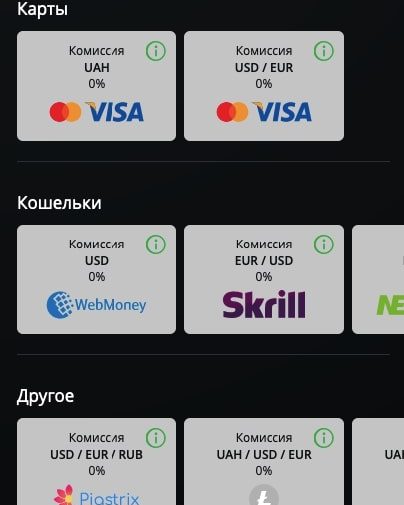 Карты
Комиссия
UAH
0%
VISA
Комиссия
USD / EUR
0%
VISA
Кошельки
Комиссия
USD
0%
WebMoney
Комиссия
EUR / USD
0%
Skrill
NE
Другое
Комиссия
USD / EUR / RUB
0%
Piastrix
Комиссия
UAH / USD / EUR
0%
UA